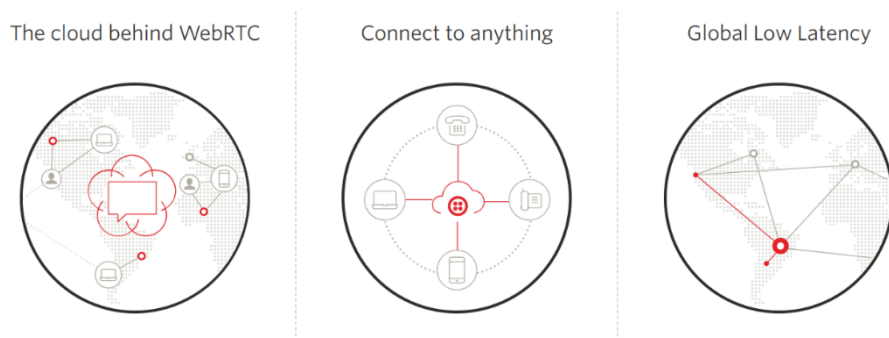 The cloud behind WebRTC
Connect to anything
Global Low Latency